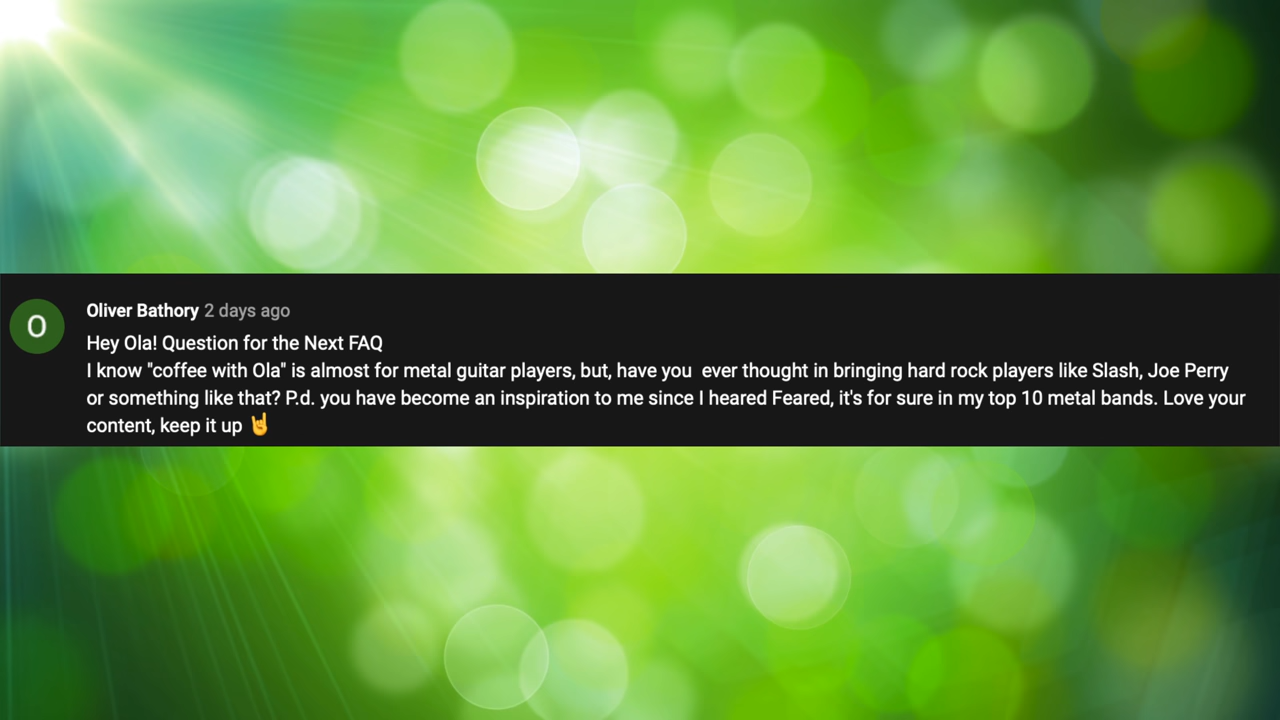 O
Oliver Bathory 2 days ago
Hey Ola! Question for the Next FAQ
I know "coffee with Ola" is almost for metal guitar players, but, have you  ever thought in bringing hard rock players like Slash, Joe Perry
or something like that? P.d. you have become an inspiration to me since I heared Feared, it's for sure in my top 10 metal bands. Love your
content, keep it up 🤘